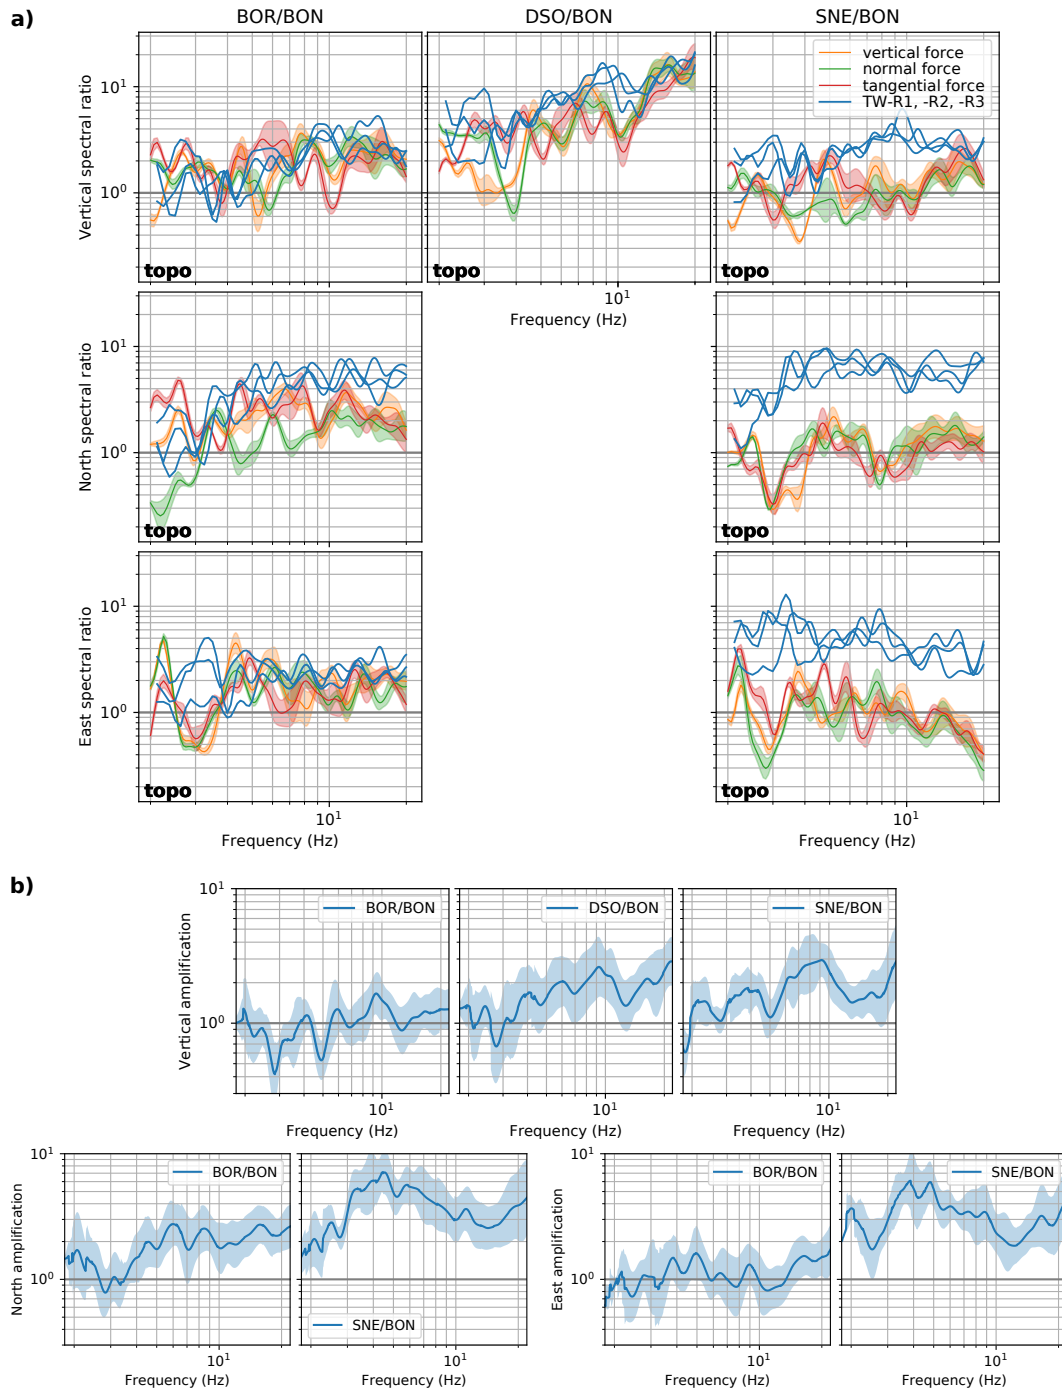 a)
BOR/BON
DSO/BON
SNE/BON
Vertical spectral ratio
10¹
10⁰
topo
10¹
Frequency (Hz)
vertical force
normal force
tangential force
TW-R1, -R2, -R3
topo
North spectral ratio
10¹
10⁰
topo
topo
East spectral ratio
10¹
10⁰
topo
10¹
Frequency (Hz)
topo
10¹
Frequency (Hz)
b)
Vertical amplification
10¹
10⁰
BOR/BON
DSO/BON
SNE/BON
10¹
10¹
10¹
Frequency (Hz)
Frequency (Hz)
Frequency (Hz)
North amplification
10¹
10⁰
BOR/BON
SNE/BON
10¹
10¹
Frequency (Hz)
Frequency (Hz)
East amplification
10¹
10⁰
BOR/BON
SNE/BON
10¹
10¹
Frequency (Hz)
Frequency (Hz)